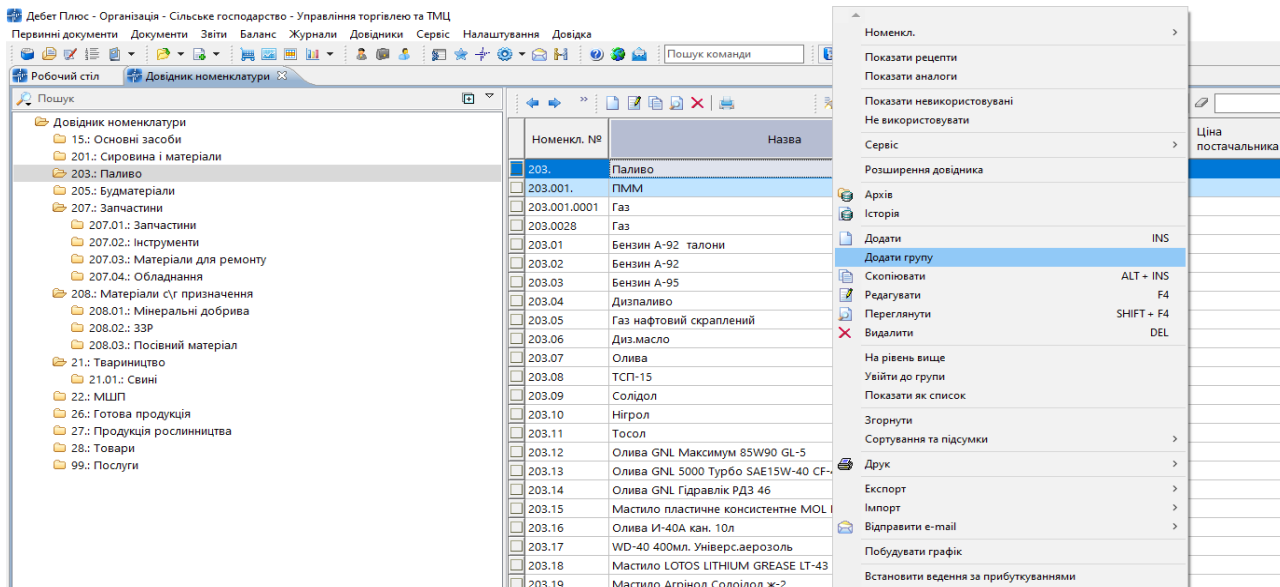 Дебет Плюс - Організація - Сільське господарство - Управління торгівлею та ТМЦ
Первинні документи Документи Звіти Баланс Журнали Довідники Сервіс Налаштування Довідка
Пошук команди
Робочий стіл Довідник номенклатури
Пошук
Довідник номенклатури
15.: Основні засоби
201.: Сировина і матеріали
203.: Паливо
205.: Будматеріали
207.: Запчастини
207.01.: Запчастини
207.02.: Інструменти
207.03.: Матеріали для ремонту
207.04.: Обладнання
208.: Матеріали с\г призначення
208.01.: Мінеральні добрива
208.02.: ЗЗР
208.03.: Посівний матеріал
21.: Твариництво
21.01.: Свині
22.: МШП
26.: Готова продукція
27.: Продукція рослинництва
28.: Товари
99.: Послуги
Номенкл. № Назва
203. Паливо
203.001. ПММ
203.001.0001 Газ
203.0028 Газ
203.01 Бензин А-92 талони
203.02 Бензин А-92
203.03 Бензин А-95
203.04 Дизпаливо
203.05 Газ нафтовий скраплений
203.06 Диз.масло
203.07 Олива
203.08 ТСП-15
203.09 Солідол
203.10 Нігрол
203.11 Тосол
203.12 Олива GNL Максимум 85W90 GL-5
203.13 Олива GNL 5000 Турбо SAE15W-40 CF-
203.14 Олива GNL Гідравлік РДЗ 46
203.15 Мастило пластичне консистентне MOL
203.16 Олива И-40А кан. 10л
203.17 WD-40 400мл. Універс.аерозоль
203.18 Мастило LOTOS LITHIUM GREASE LT-43
203.19 Мастило Агрінол Солоідол ж-2
Номенкл.
Показати рецепти
Показати аналоги
Показати невикористовувані
Не використовувати
Сервіс
Розширення довідника
Архів
Історія
Додати INS
Додати групу
Скопіювати ALT + INS
Редагувати F4
Переглянути SHIFT + F4
Видалити DEL
На рівень вище
Увійти до групи
Показати як список
Згорнути
Сортування та підсумки
Друк
Експорт
Імпорт
Відправити e-mail
Побудувати графік
Встановити ведення за прибуткуваннями
Ціна
постачальника